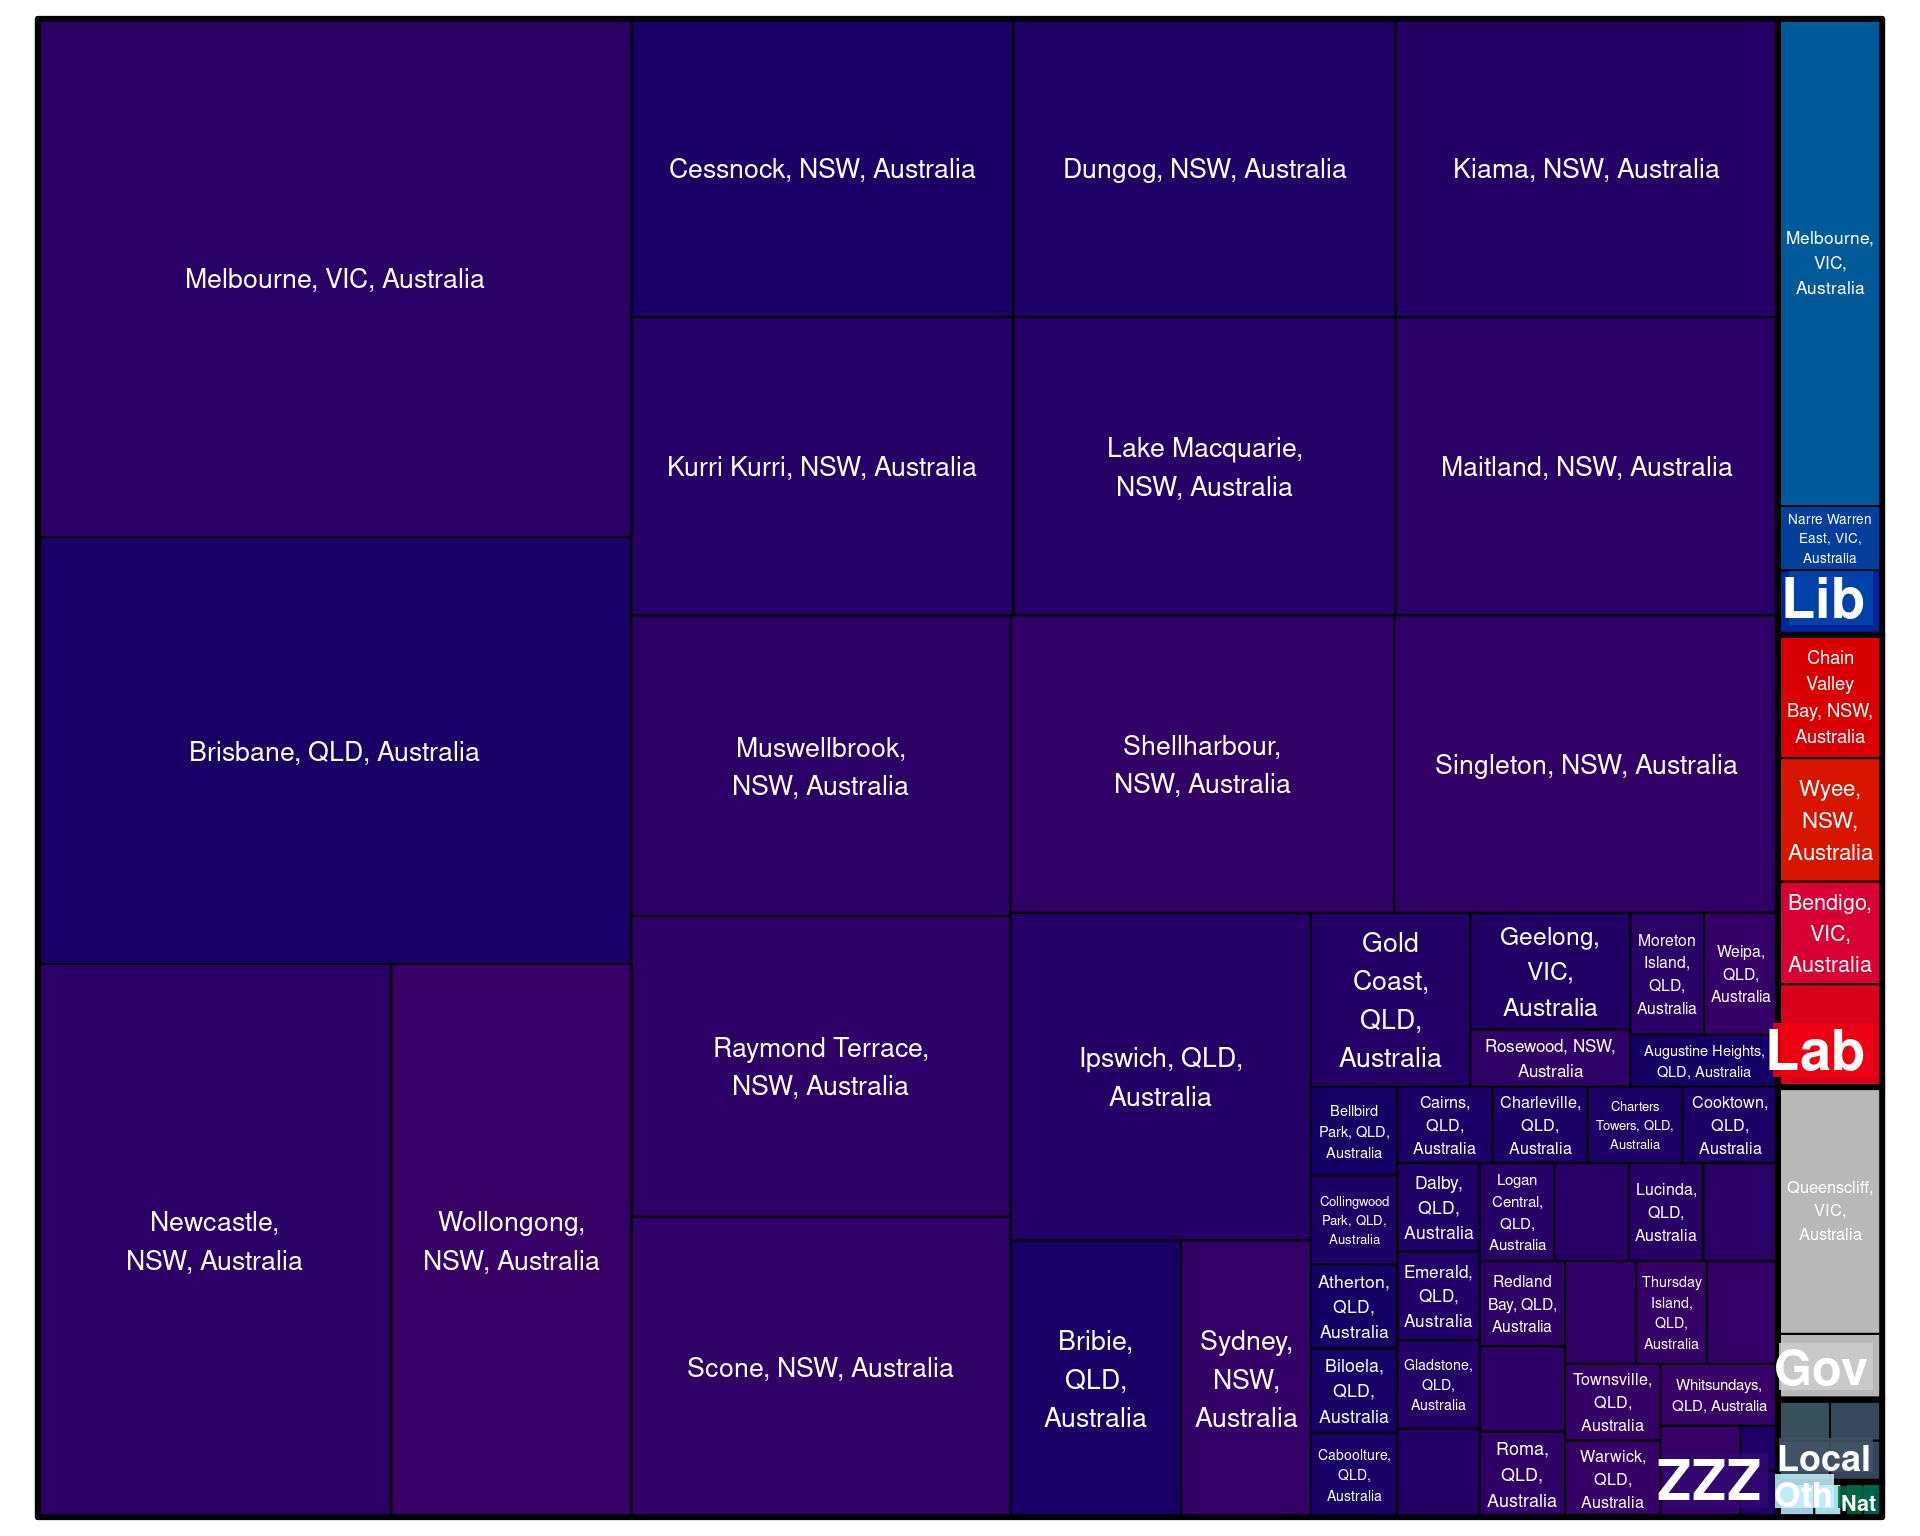 Melbourne, VIC, Australia
Brisbane, QLD, Australia
Newcastle,
NSW, Australia
Wollongong,
NSW, Australia
Cessnock, NSW, Australia
Dungog, NSW, Australia
Kiama, NSW, Australia
Kurri Kurri, NSW, Australia
Lake Macquarie,
NSW, Australia
Maitland, NSW, Australia
Muswellbrook,
NSW, Australia
Shellharbour,
NSW, Australia
Singleton, NSW, Australia
Raymond Terrace,
NSW, Australia
Scone, NSW, Australia
Ipswich, QLD,
Australia
Bribie,
QLD,
Australia
Sydney,
NSW,
Australia
Gold
Coast,
QLD,
Australia
Geelong,
VIC,
Australia
Rosewood, NSW,
Australia
Moreton
Island,
QLD,
Australia
Weipa,
QLD,
Australia
Augustine Heights,
QLD, Australia
Bellbird
Park, QLD,
Australia
Collingwood
Park, QLD,
Australia
Atherton,
QLD,
Australia
Biloela,
QLD,
Australia
Caboolture,
QLD,
Australia
Cairns,
QLD,
Australia
Charleville,
QLD,
Australia
Charters
Towers, QLD,
Australia
Cooktown,
QLD,
Australia
Dalby,
QLD,
Australia
Emerald,
QLD,
Australia
Gladstone,
QLD,
Australia
Logan
Central,
QLD,
Australia
Lucinda,
QLD,
Australia
Redland
Bay, QLD,
Australia
Thursday
Island,
QLD,
Australia
Roma,
QLD,
Australia
Townsville,
QLD,
Australia
Whitsundays,
QLD, Australia
Warwick,
QLD,
Australia
ZZZ
Melbourne,
VIC,
Australia
Narre Warren
East, VIC,
Australia
Lib
Chain
Valley
Bay, NSW,
Australia
Wyee,
NSW,
Australia
Bendigo,
VIC,
Australia
Lab
Queenscliff,
VIC,
Australia
Gov
Local
Oth
Nat